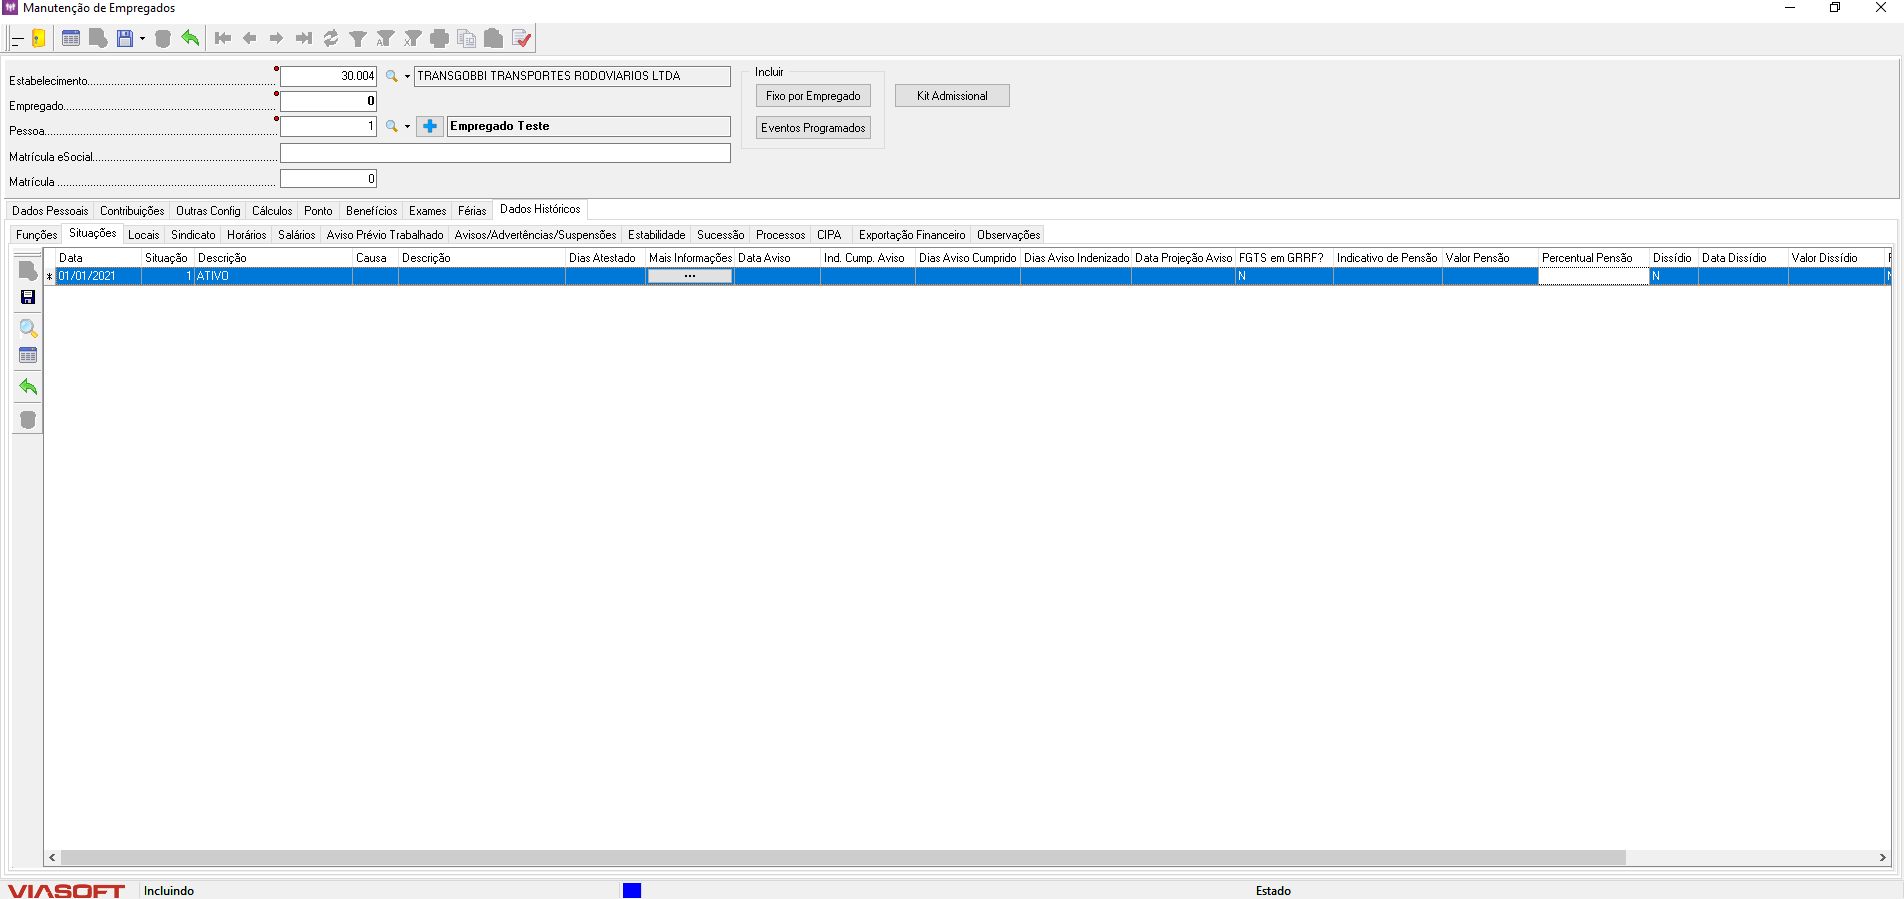 Manutenção de Empregados
Estabelecimento 30.004 TRANSGOBBI TRANSPORTES RODOVIARIOS LTDA
Empregado 0
Pessoa 1 Empregado Teste
Matrícula eSocial
Matrícula 0
Incluir
Fixo por Empregado
Eventos Programados
Kit Admissional
Dados Pessoais Contribuições Outras Config Cálculos Ponto Benefícios Exames Férias Dados Históricos
Funções Situações Locais Sindicato Horários Salários Aviso Prévio Trabalhado Avisos/Advertências/Suspensões Estabilidade Sucessão Processos CIPA Exportação Financeiro Observações
Data Situação Descrição Causa Descrição Dias Atestado Mais Informações Data Aviso Ind. Cump. Aviso Dias Aviso Cumprido Dias Aviso Indenizado Data Projeção Aviso FGTS em GRRF? Indicativo de Pensão Valor Pensão Percentual Pensão Dissídio Data Dissídio Valor Dissídio
* 01/01/2021 1 ATIVO ... N N
VIASOFT Incluindo Estado